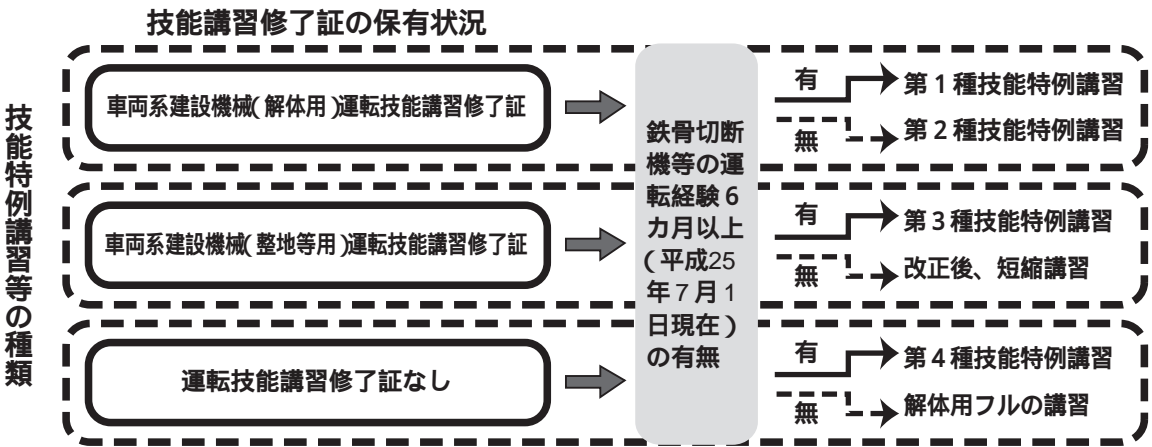 技能講習修了証の保有状況
技能特例講習等の種類
車両系建設機械(解体用)運転技能講習修了証
鉄骨切断
機等の運
転経験6
カ月以上
(平成25
年7月1
日現在)
の有無
有
第1種技能特例講習
無
第2種技能特例講習
車両系建設機械(整地等用)運転技能講習修了証
有
第3種技能特例講習
無
改正後、短縮講習
運転技能講習修了証なし
有
第4種技能特例講習
無
解体用フルの講習